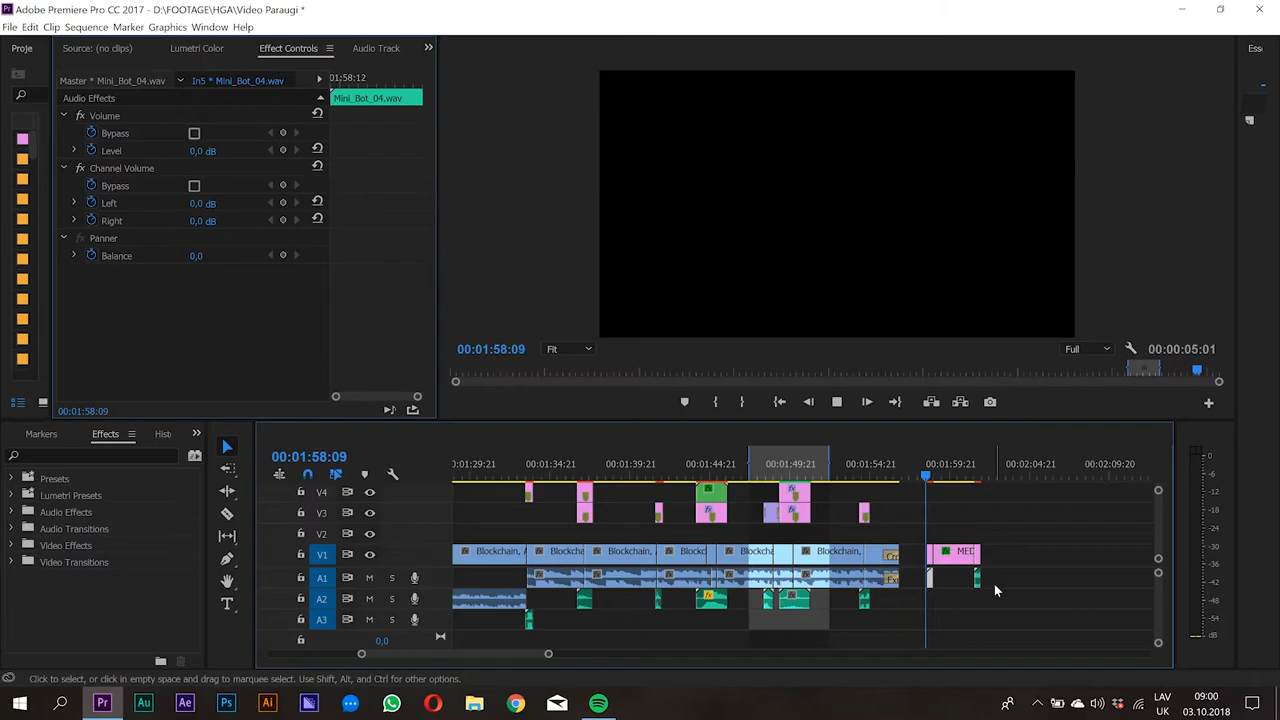 Adobe Premiere Pro CC 2017 - D:\FOOTAGE\HGA\Video Paraugi *
File Edit Clip Sequence Marker Graphics Window Help
Proje
Source: (no clips) Lumetri Color Effect Controls Audio Track
Master * Mini_Bot_04.wav In5 * Mini_Bot_04.wav
01:58:12
Audio Effects
Mini_Bot_04.wav
fx Volume
Bypass
Level 0,0 dB
fx Channel Volume
Bypass
Left 0,0 dB
Right 0,0 dB
fx Panner
Balance 0,0
00:01:58:09
Ess
00:01:58:09 Fit Full 00:00:05:01
Markers Effects Hist
Presets
Lumetri Presets
Audio Effects
Audio Transitions
Video Effects
Video Transitions
00:01:58:09
00:01:29:21 00:01:34:21 00:01:39:21 00:01:44:21 00:01:49:21 00:01:54:21 00:01:59:21 00:02:04:21 00:02:09:20
V4
V3
V2
V1 Blockchain, A Blockcha Blockchain, Blockc Blockcha Blockchain, Cro MED
A1 M S Exp
A2 M S
A3 M S
0,0
0
-6
-12
-18
-24
-30
-36
-42
-48
-54
dB
Click to select, or click in empty space and drag to marquee select. Use Shift, Alt, and Ctrl for other options.
Pr Au Ae Ps Ai
LAV
UK
09:00
03.10.2018